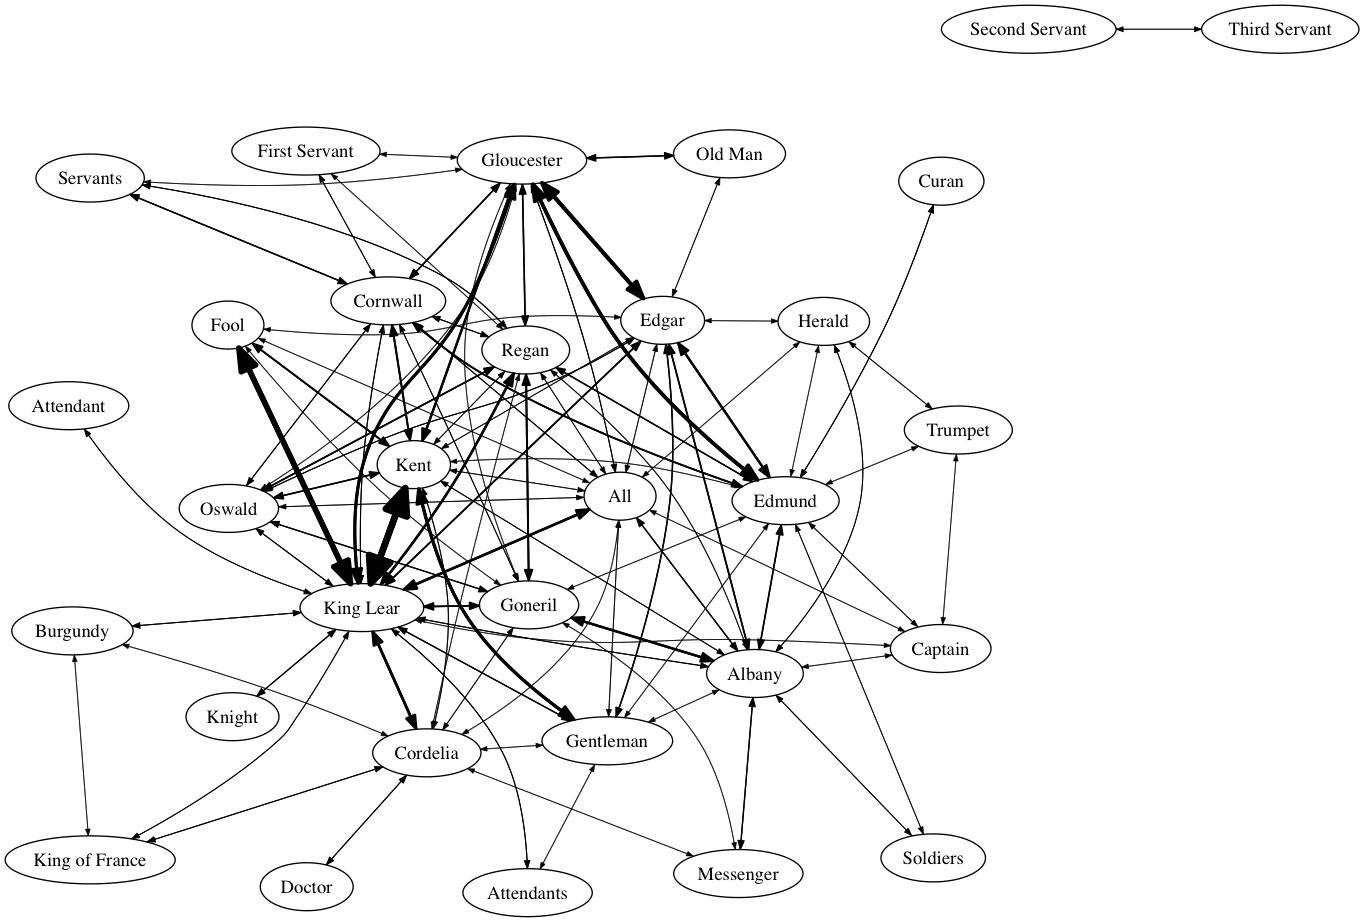 Second Servant
Third Servant
First Servant
Gloucester
Old Man
Servants
Curan
Cornwall
Fool
Edgar
Herald
Regan
Attendant
Trumpet
Kent
All
Edmund
Oswald
King Lear
Goneril
Burgundy
Captain
Albany
Knight
Cordelia
Gentleman
King of France
Soldiers
Doctor
Attendants
Messenger